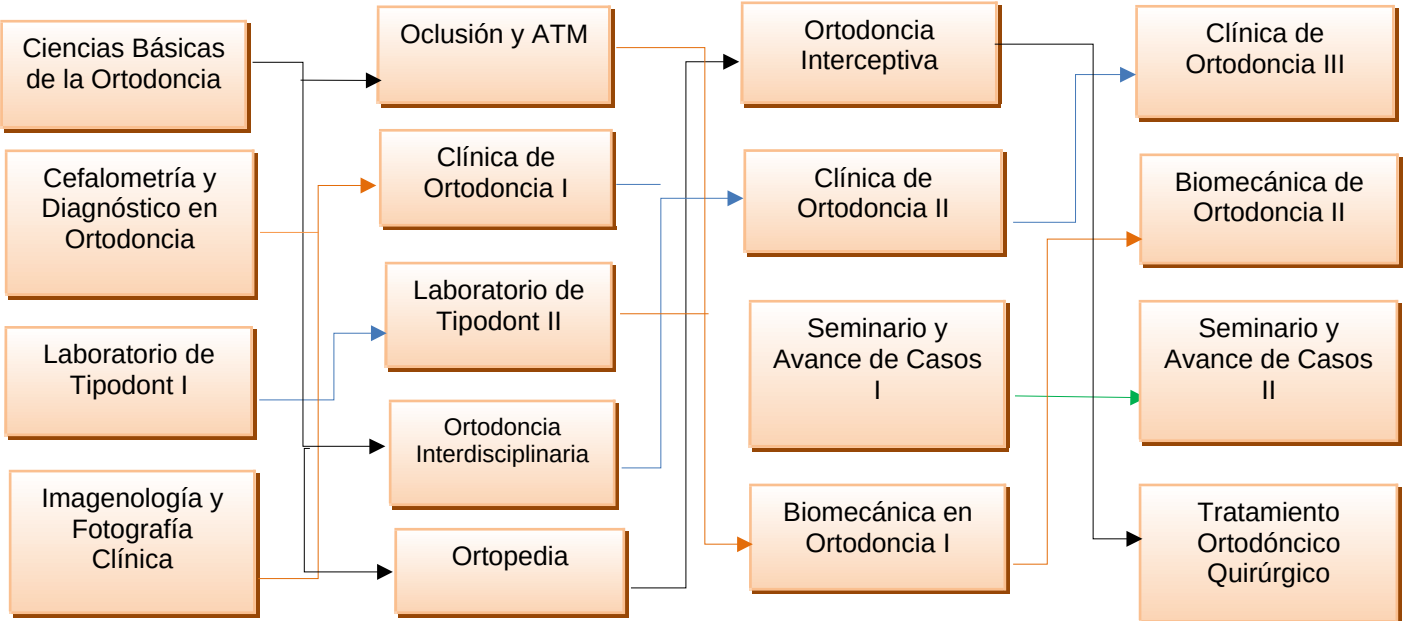 Ciencias Básicas
de la Ortodoncia
Cefalometría y
Diagnóstico en
Ortodoncia
Laboratorio de
Tipodont I
Imagenología y
Fotografía
Clínica
Oclusión y ATM
Clínica de
Ortodoncia I
Laboratorio de
Tipodont II
Ortodoncia
Interdisciplinaria
Ortopedia
Ortodoncia
Interceptiva
Clínica de
Ortodoncia II
Seminario y
Avance de Casos
I
Biomecánica en
Ortodoncia I
Clínica de
Ortodoncia III
Biomecánica de
Ortodoncia II
Seminario y
Avance de Casos
II
Tratamiento
Ortodóncico
Quirúrgico